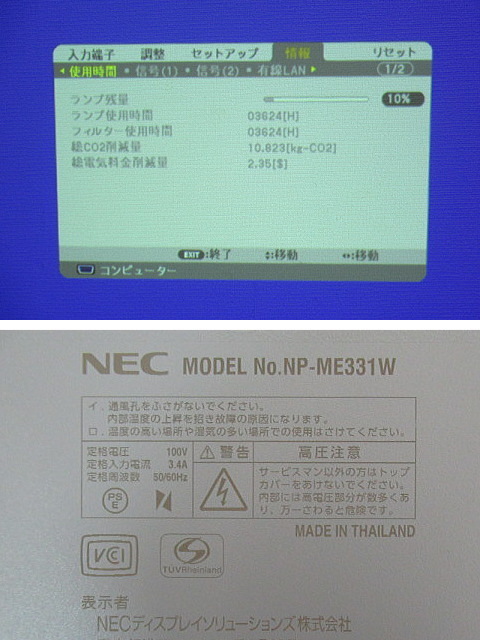 入力端子 調整 セットアップ 情報 リセット
◀ 使用時間 • 信号(1) • 信号(2) • 有線LAN ▶ 1/2
ランプ残量 10%
ランプ使用時間 03624[H]
フィルター使用時間 03624[H]
総CO2削減量 10.823[kg-CO2]
総電気料金削減量 2.35[$]
EXIT:終了 ↕:移動 ↔:移動
コンピューター
NEC MODEL No.NP-ME331W
イ．通風孔をふさがないでください。
内部温度の上昇を招き故障の原因になります。
ロ．温度の高い場所や湿気の多い場所での使用はさけてください。
定格電圧 100V
定格入力電流 3.4A
定格周波数 50/60Hz
PSE
⚠警告 高圧注意
サービスマン以外の方はトップ
カバーをあけないでください。
内部には高電圧部分が数多くあ
り、万一さわると危険です。
MADE IN THAILAND
VCCI
TÜVRheinland
表示者
NECディスプレイソリューションズ株式会社